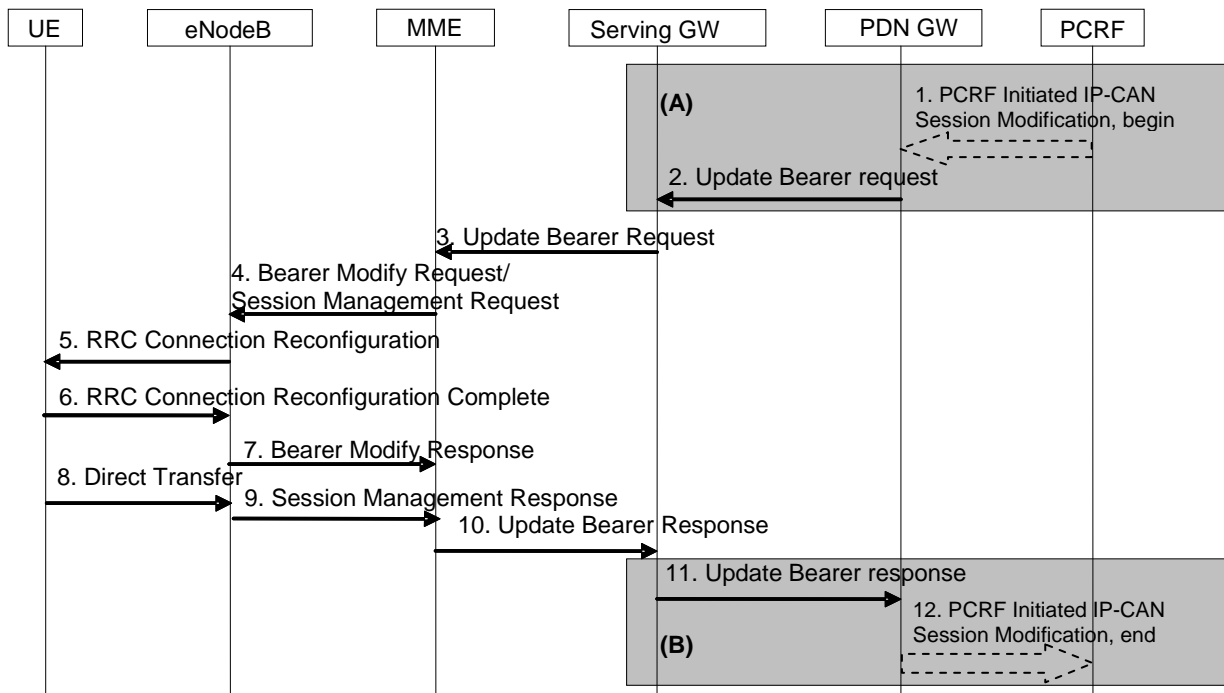 UE
eNodeB
MME
Serving GW
PDN GW
PCRF
(A)
1. PCRF Initiated IP-CAN
Session Modification, begin
2. Update Bearer request
3. Update Bearer Request
4. Bearer Modify Request/
Session Management Request
5. RRC Connection Reconfiguration
6. RRC Connection Reconfiguration Complete
7. Bearer Modify Response
8. Direct Transfer
9. Session Management Response
10. Update Bearer Response
11. Update Bearer response
12. PCRF Initiated IP-CAN
Session Modification, end
(B)